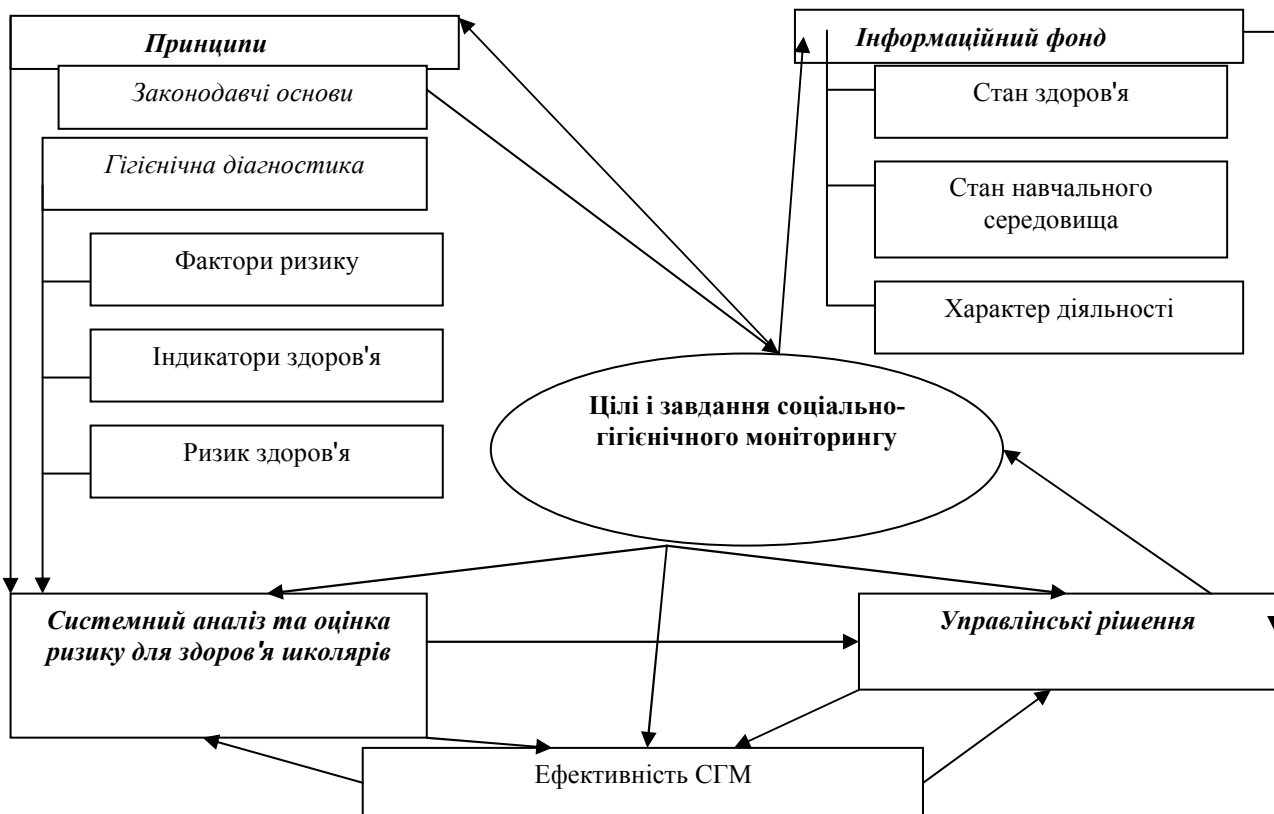 Принципи
Законодавчі основи
Гігієнічна діагностика
Фактори ризику
Індикатори здоров'я
Ризик здоров'я
Інформаційний фонд
Стан здоров'я
Стан навчального
середовища
Характер діяльності
Цілі і завдання соціально-
гігієнічного моніторингу
Системний аналіз та оцінка
ризику для здоров'я школярів
Управлінські рішення
Ефективність СГМ